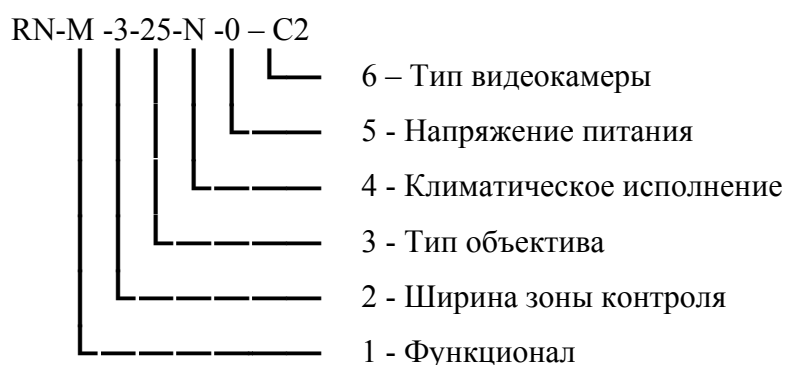 RN-M -3-25-N -0 – C2
6 – Тип видеокамеры
5 - Напряжение питания
4 - Климатическое исполнение
3 - Тип объектива
2 - Ширина зоны контроля
1 - Функционал